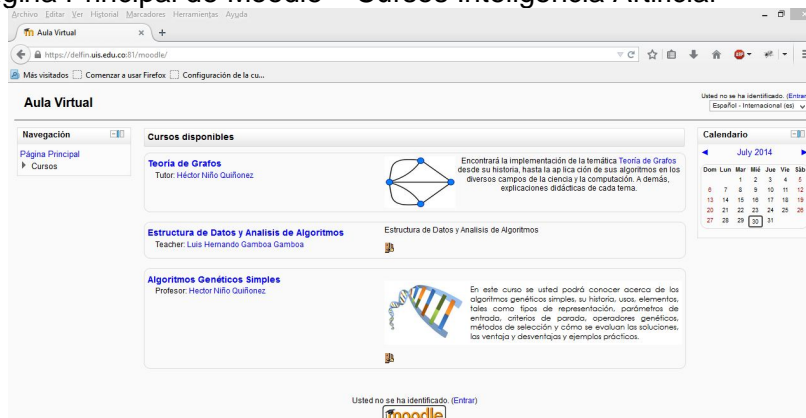 gina Principal de Moodle – Cursos Inteligencia Artificial
Archivo Editar Ver Historial Marcadores Herramientas Ayuda
Aula Virtual
https://delfin.uis.edu.co:81/moodle/
Más visitados Comenzar a usar Firefox Configuración de la cu...
Aula Virtual
Usted no se ha identificado. (Entrar
Español - Internacional (es)
Navegación
Página Principal
Cursos
Cursos disponibles
Teoría de Grafos
Tutor: Héctor Niño Quiñonez
Encontrará la implementación de la temática Teoría de Grafos
desde su historia, hasta la ap lica ción de sus algoritmos en los
diversos campos de la ciencia y la computación. A demás,
explicaciones didácticas de cada tema.
Estructura de Datos y Analisis de Algoritmos
Teacher: Luis Hernando Gamboa Gamboa
Estructura de Datos y Analisis de Algoritmos
Algoritmos Genéticos Simples
Profesor: Hector Niño Quiñonez
En este curso se usted podrá conocer acerca de los
algoritmos genéticos simples, su historia, usos, elementos,
tales como tipos de representación, parámetros de
entrada, criterios de parada, operadores genéticos,
métodos de selección y cómo se evaluan las soluciones,
las ventaja y desventajas y ejemplos prácticos.
Calendario
July 2014
Dom Lun Mar Mié Jue Vie Sáb
1 2 3 4 5
6 7 8 9 10 11 12
13 14 15 16 17 18 19
20 21 22 23 24 25 26
27 28 29 30 31
Usted no se ha identificado. (Entrar)
moodle